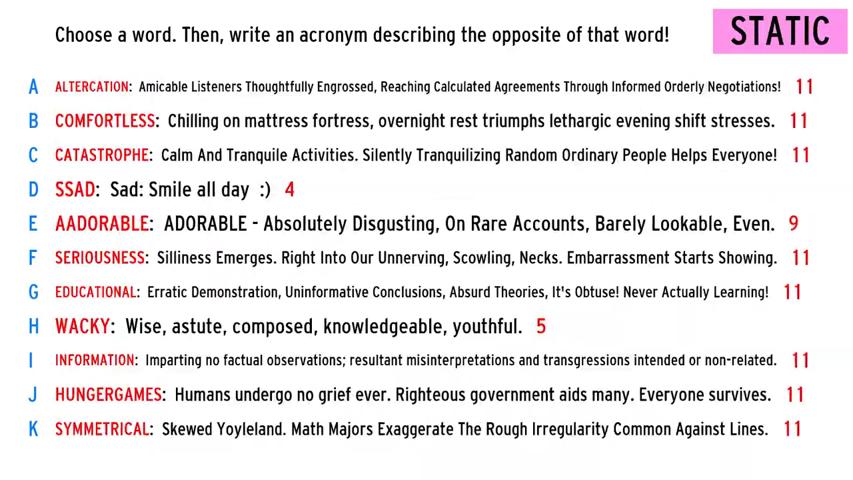 Choose a word. Then, write an acronym describing the opposite of that word!
STATIC
A ALTERCATION: Amicable Listeners Thoughtfully Engrossed, Reaching Calculated Agreements Through Informed Orderly Negotiations! 11
B COMFORTLESS: Chilling on mattress fortress, overnight rest triumphs lethargic evening shift stresses. 11
C CATASTROPHE: Calm And Tranquile Activities. Silently Tranquilizing Random Ordinary People Helps Everyone! 11
D SSAD: Sad: Smile all day :) 4
E AADORABLE: ADORABLE - Absolutely Disgusting, On Rare Accounts, Barely Lookable, Even. 9
F SERIOUSNESS: Silliness Emerges. Right Into Our Unnerving, Scowling, Necks. Embarrassment Starts Showing. 11
G EDUCATIONAL: Erratic Demonstration, Uninformative Conclusions, Absurd Theories, It's Obtuse! Never Actually Learning! 11
H WACKY: Wise, astute, composed, knowledgeable, youthful. 5
I INFORMATION: Imparting no factual observations; resultant misinterpretations and transgressions intended or non-related. 11
J HUNGERGAMES: Humans undergo no grief ever. Righteous government aids many. Everyone survives. 11
K SYMMETRICAL: Skewed Yoyleland. Math Majors Exaggerate The Rough Irregularity Common Against Lines. 11